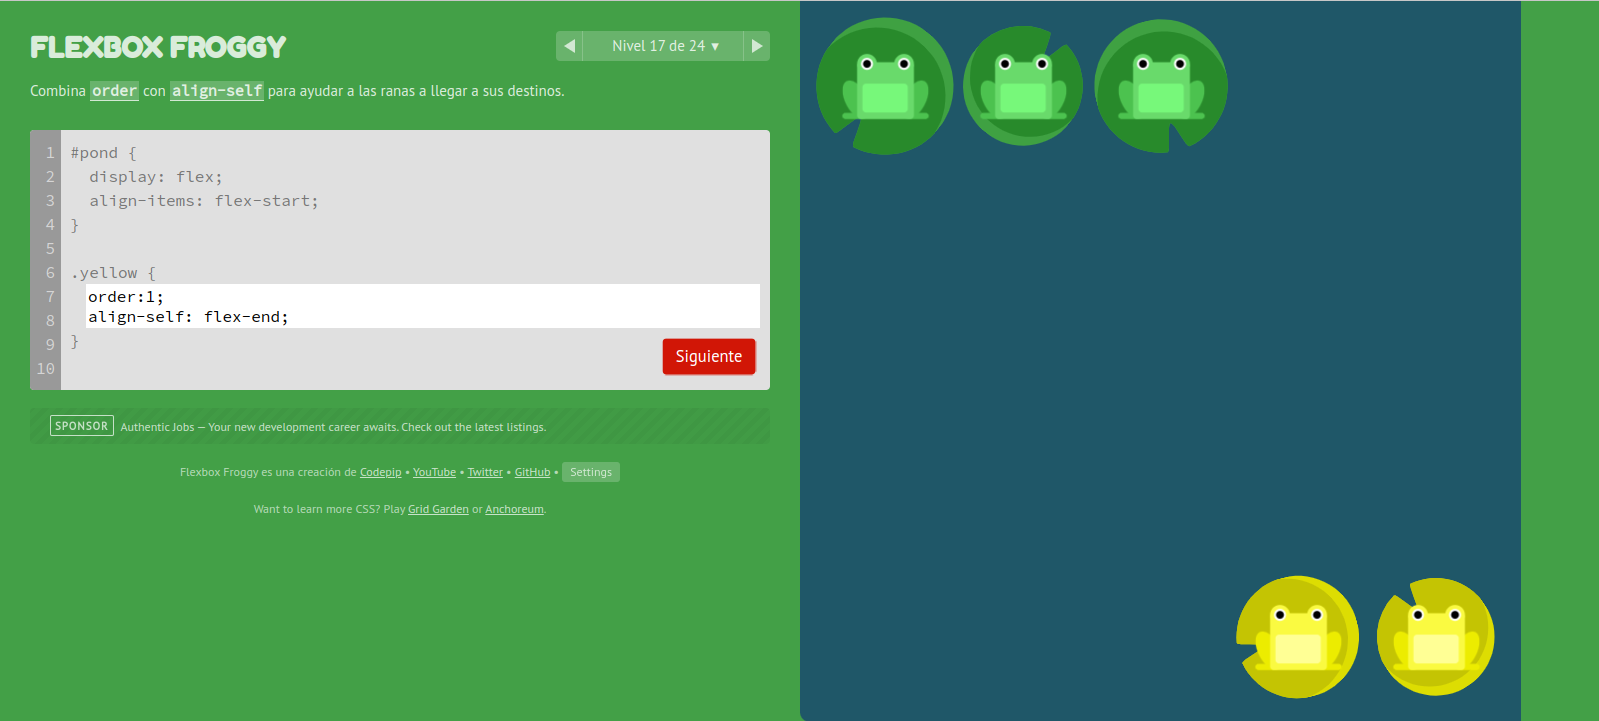 FLEXBOX FROGGY
◀ Nivel 17 de 24 ▾ ▶
Combina order con align-self para ayudar a las ranas a llegar a sus destinos.
1 #pond {
2 display: flex;
3 align-items: flex-start;
4 }
5
6 .yellow {
7 order:1;
8 align-self: flex-end;
9 }
10
Siguiente
SPONSOR Authentic Jobs — Your new development career awaits. Check out the latest listings.
Flexbox Froggy es una creación de Codepip • YouTube • Twitter • GitHub • Settings
Want to learn more CSS? Play Grid Garden or Anchoreum.